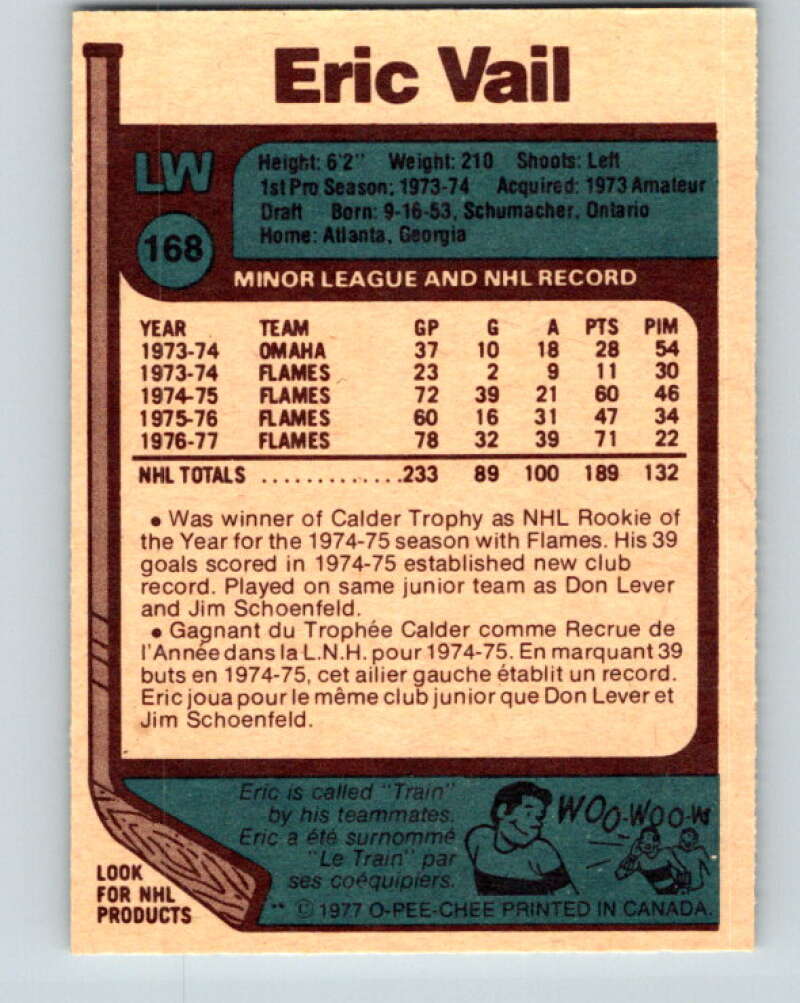 Eric Vail
LW
168
Height: 6'2" Weight: 210 Shoots: Left
1st Pro Season: 1973-74 Acquired: 1973 Amateur
Draft Born: 9-16-53, Schumacher, Ontario
Home: Atlanta, Georgia
MINOR LEAGUE AND NHL RECORD
YEAR TEAM GP G A PTS PIM
1973-74 OMAHA 37 10 18 28 54
1973-74 FLAMES 23 2 9 11 30
1974-75 FLAMES 72 39 21 60 46
1975-76 FLAMES 60 16 31 47 34
1976-77 FLAMES 78 32 39 71 22
NHL TOTALS ..............233 89 100 189 132
• Was winner of Calder Trophy as NHL Rookie of
the Year for the 1974-75 season with Flames. His 39
goals scored in 1974-75 established new club
record. Played on same junior team as Don Lever
and Jim Schoenfeld.
• Gagnant du Trophée Calder comme Recrue de
l'Année dans la L.N.H. pour 1974-75. En marquant 39
buts en 1974-75, cet ailier gauche établit un record.
Eric joua pour le même club junior que Don Lever et
Jim Schoenfeld.
Eric is called "Train"
by his teammates.
Eric a été surnommé
"Le Train" par
ses coéquipiers.
WOO-WOO-W
LOOK
FOR NHL
PRODUCTS
** © 1977 O-PEE-CHEE PRINTED IN CANADA.